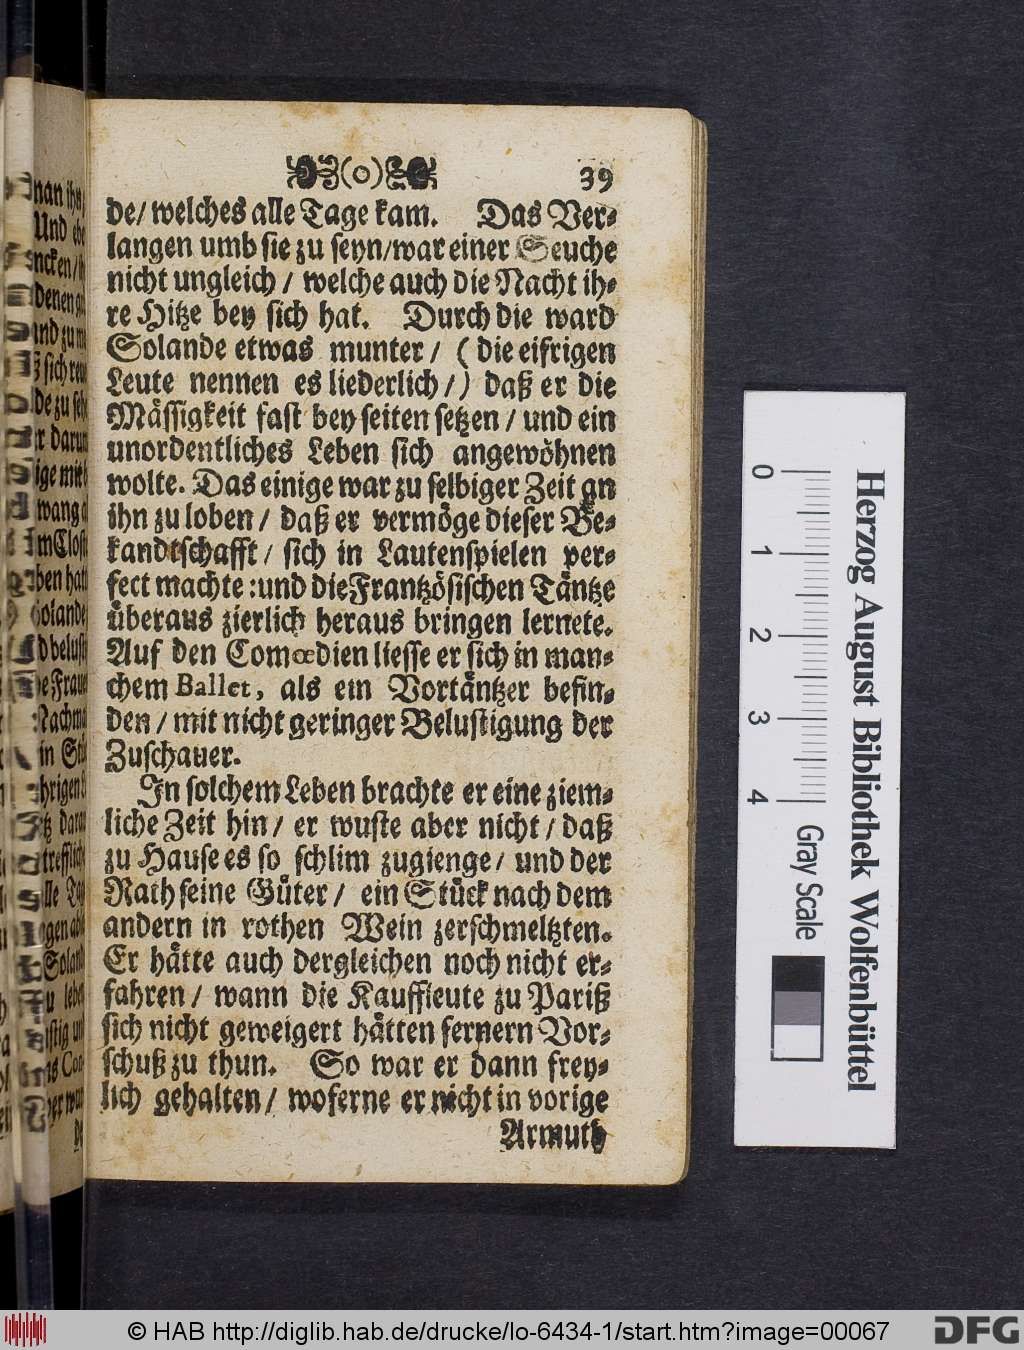 (o) 39
de/ welches alle Tage kam. Das Ver-
langen umb sie zu seyn/war einer Seuche
nicht ungleich / welche auch die Nacht ih-
re Hitze bey sich hat. Durch die ward
Solande etwas munter/ ( die eifrigen
Leute nennen es liederlich/) daß er die
Mässigkeit fast bey seiten setzen / und ein
unordentliches Leben sich angewöhnen
wolte. Das einige war zu selbiger Zeit an
ihn zu loben / daß er vermöge dieser Be-
kandtschafft / sich in Lautenspielen per-
fect machte: und die Frantzösischen Täntze
überaus zierlich heraus bringen lernete.
Auf den Comœdien liesse er sich in man-
chem Ballet, als ein Vortäntzer befin-
den / mit nicht geringer Belustigung der
Zuschauer.
In solchem Leben brachte er eine ziem-
liche Zeit hin/ er wuste aber nicht / daß
zu Hause es so schlim zugienge/ und der
Rath seine Güter/ ein Stück nach dem
andern in rothen Wein zerschmeltzten.
Er hätte auch dergleichen noch nicht er-
fahren / wann die Kauffleute zu Pariß
sich nicht geweigert hätten fernern Vor-
schuß zu thun. So war er dann frey-
lich gehalten / woferne er nicht in vorige
Armuth
Herzog August Bibliothek Wolfenbüttel
0 1 2 3 4 Gray Scale
© HAB http://diglib.hab.de/drucke/lo-6434-1/start.htm?image=00067
DFG